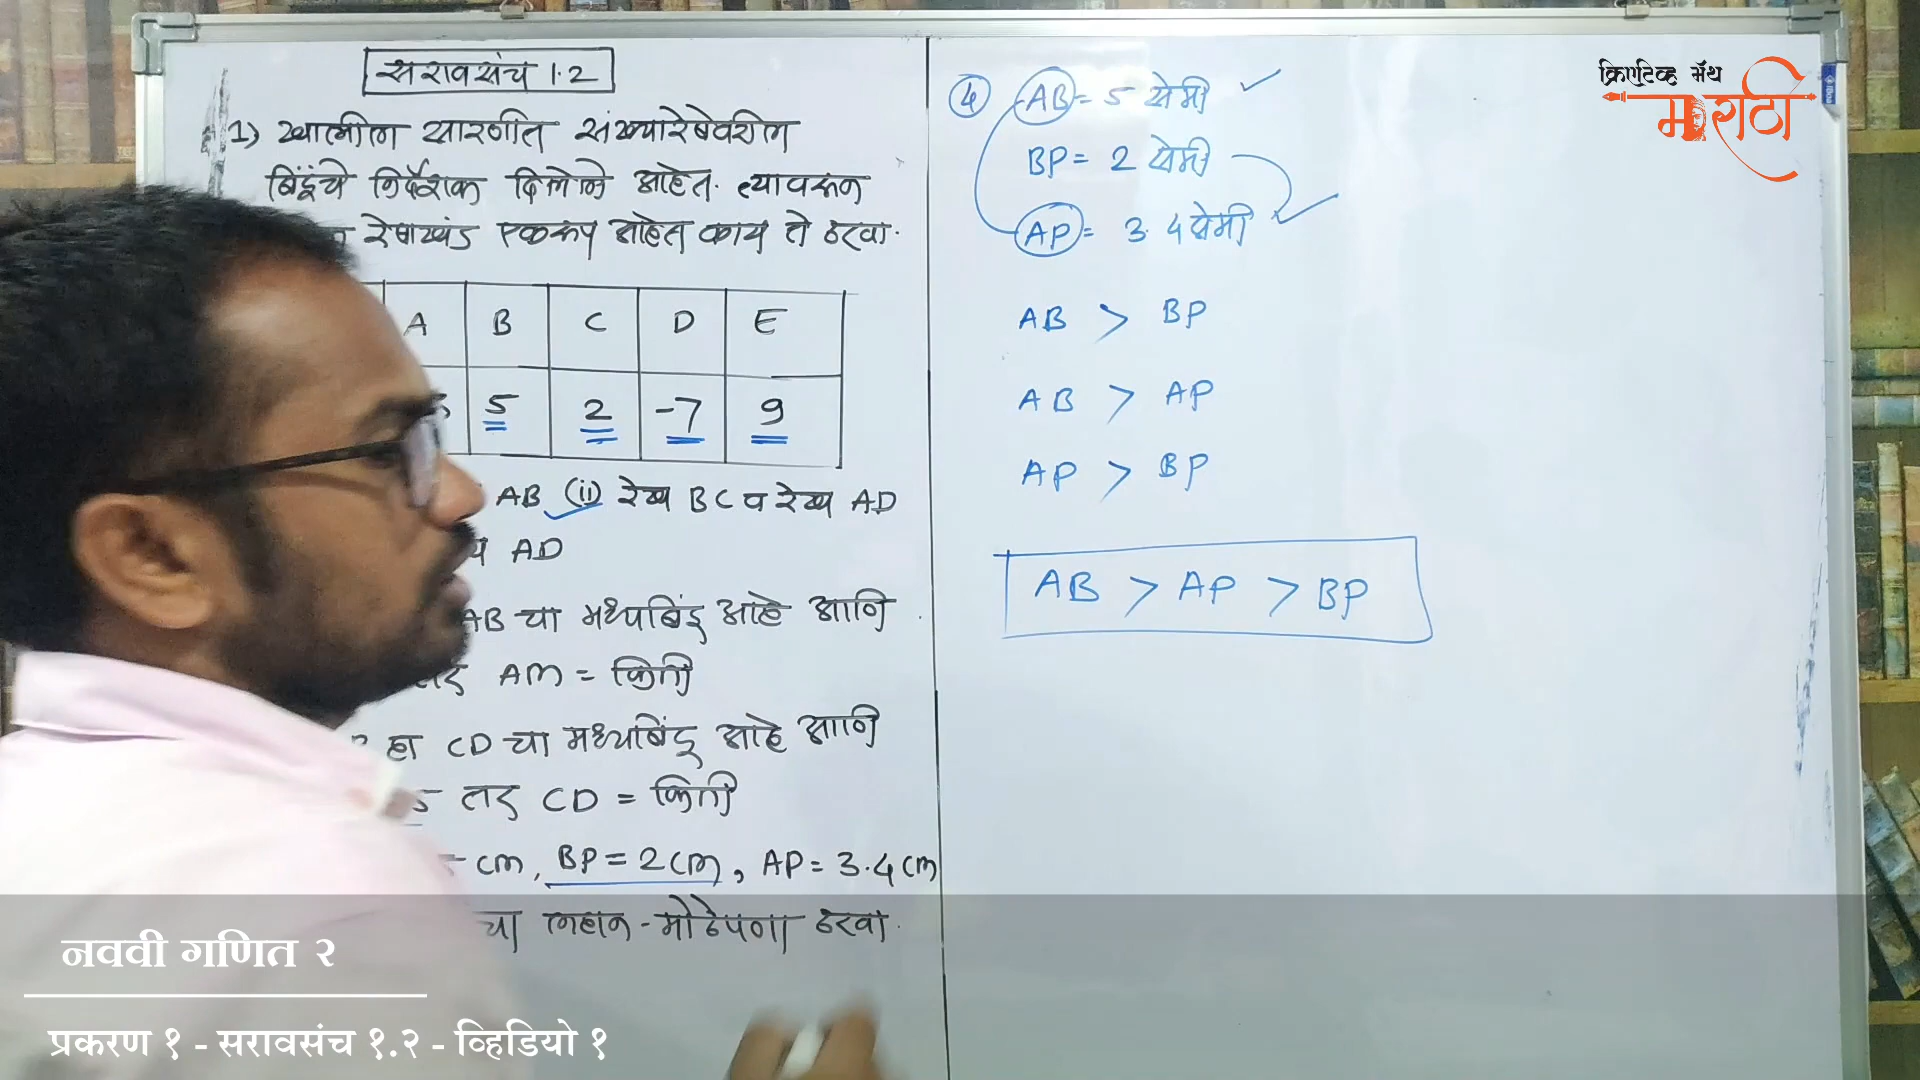 सरावसंच 1.2
1) खालील सारणीत संख्यारेषेवरील
बिंदूंचे निर्देशक दिलेले आहेत. त्यावरून
रेषाखंड एकरूप आहेत काय ते ठरवा.
A B C D E
5 2 -7 9
AB (ii) रेख BC व रेख AD
AD
AB चा मध्यबिंदू आहे आणि
तर AM = किती
हा CD चा मध्यबिंदू आहे आणि
तर CD = किती
cm, BP = 2cm, AP = 3.4cm
चा लहान-मोठेपणा ठरवा.
4 AB = 5 सेमी ✓
BP = 2 सेमी
AP = 3.4 सेमी ✓
AB > BP
AB > AP
AP > BP
AB > AP > BP
क्रिएटिव्ह मॅथ
मराठी
नववी गणित २
प्रकरण १ - सरावसंच १.२ - व्हिडियो १